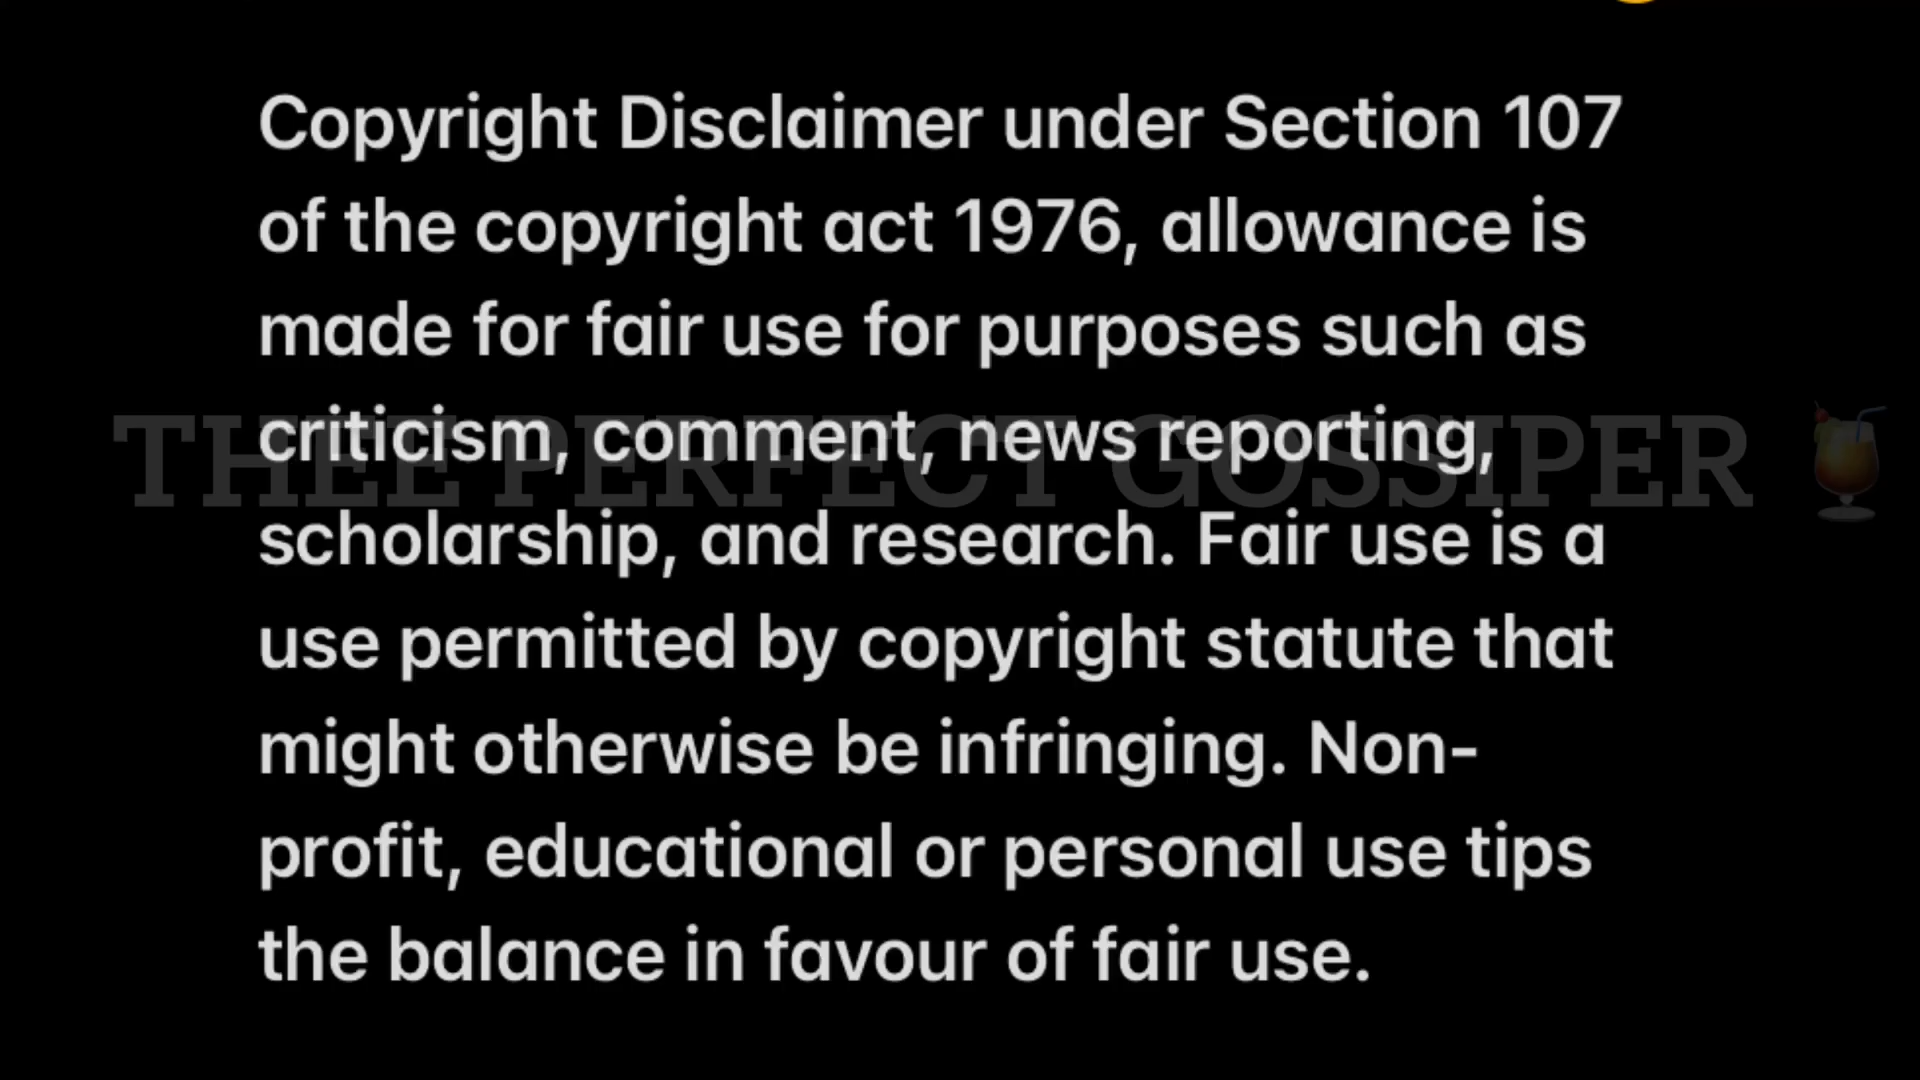 Copyright Disclaimer under Section 107
of the copyright act 1976, allowance is
made for fair use for purposes such as
criticism, comment, news reporting,
THEE PERFECT GOSSIPER
scholarship, and research. Fair use is a
use permitted by copyright statute that
might otherwise be infringing. Non-
profit, educational or personal use tips
the balance in favour of fair use.